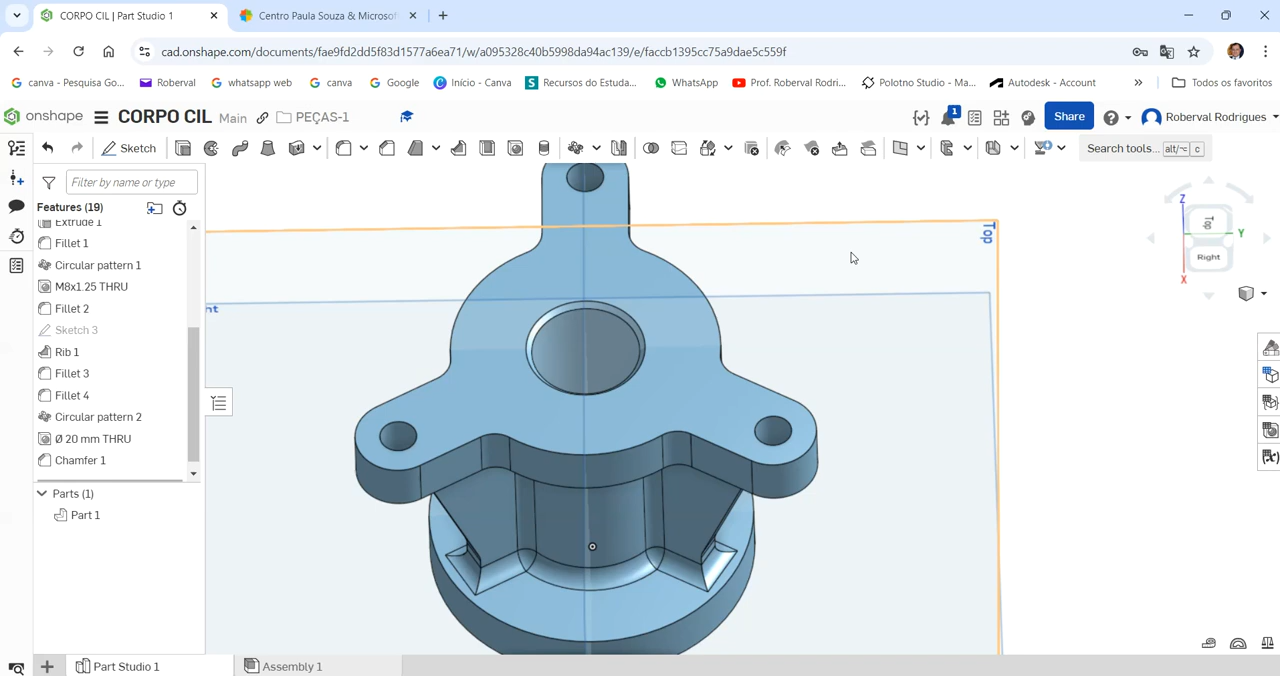 CORPO CIL | Part Studio 1
Centro Paula Souza & Microsof
cad.onshape.com/documents/fae9fd2dd5f83d1577a6ea71/w/a095328c40b5998da94ac139/e/faccb1395cc75a9dae5c559f
canva - Pesquisa Go... Roberval whatsapp web canva Google Início - Canva Recursos do Estuda... WhatsApp Prof. Roberval Rodri... Polotno Studio - Ma... Autodesk - Account » Todos os favoritos
onshape CORPO CIL Main PEÇAS-1 1 Share Roberval Rodrigues
Sketch Search tools... alt/⌥ c
Filter by name or type
Features (19)
Extrude 1
Fillet 1
Circular pattern 1
M8x1.25 THRU
Fillet 2
Sketch 3
Rib 1
Fillet 3
Fillet 4
Circular pattern 2
Ø 20 mm THRU
Chamfer 1
Parts (1)
Part 1
Top
ht
Z
Top
Y
Right
X
Part Studio 1
Assembly 1